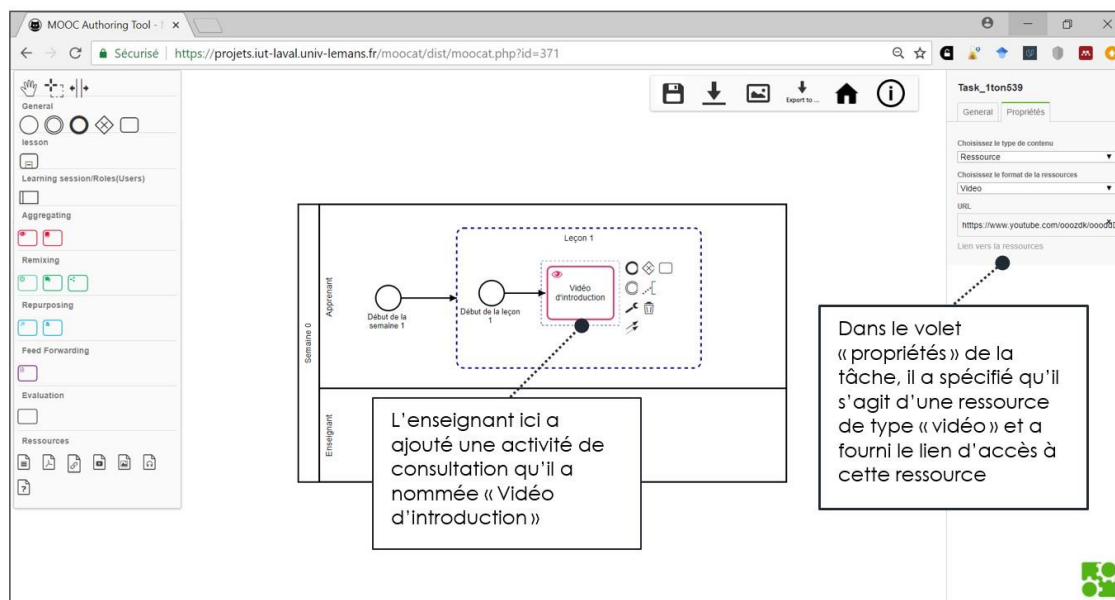 MOOC Authoring Tool - 
Sécurisé
https://projets.iut-laval.univ-lemans.fr/moocat/dist/moocat.php?id=371
General
lesson
Learning session/Roles(Users)
Aggregating
Remixing
Repurposing
Feed Forwarding
Evaluation
Ressources
Export to ...
Semaine 0
Apprenant
Enseignant
Début de la
semaine 1
Leçon 1
Début de la leçon
1
Vidéo
d'introduction
Task_1ton539
General
Propriétés
Choisissez le type de contenu
Ressource
Choisissez le format de la ressources
Video
URL
Lien vers la ressources
L'enseignant ici a
ajouté une activité de
consultation qu'il a
nommée « Vidéo
d'introduction »
Dans le volet
« propriétés » de la
tâche, il a spécifié qu'il
s'agit d'une ressource
de type « vidéo » et a
fourni le lien d'accès à
cette ressource